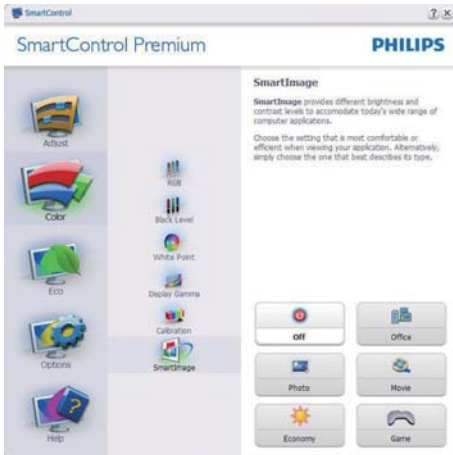 SmartControl
SmartControl Premium
PHILIPS
Adjust
Color
Eco
Options
Help
RGB
Black Level
White Point
Display Gamma
Calibration
SmartImage
SmartImage
SmartImage provides different brightness and
contrast levels to accomodate today's wide range of
computer applications.
Choose the setting that is most comfortable or
efficient when viewing your application. Alternatively,
simply choose the one that best describes its type.
Off
Office
Photo
Movie
Economy
Game